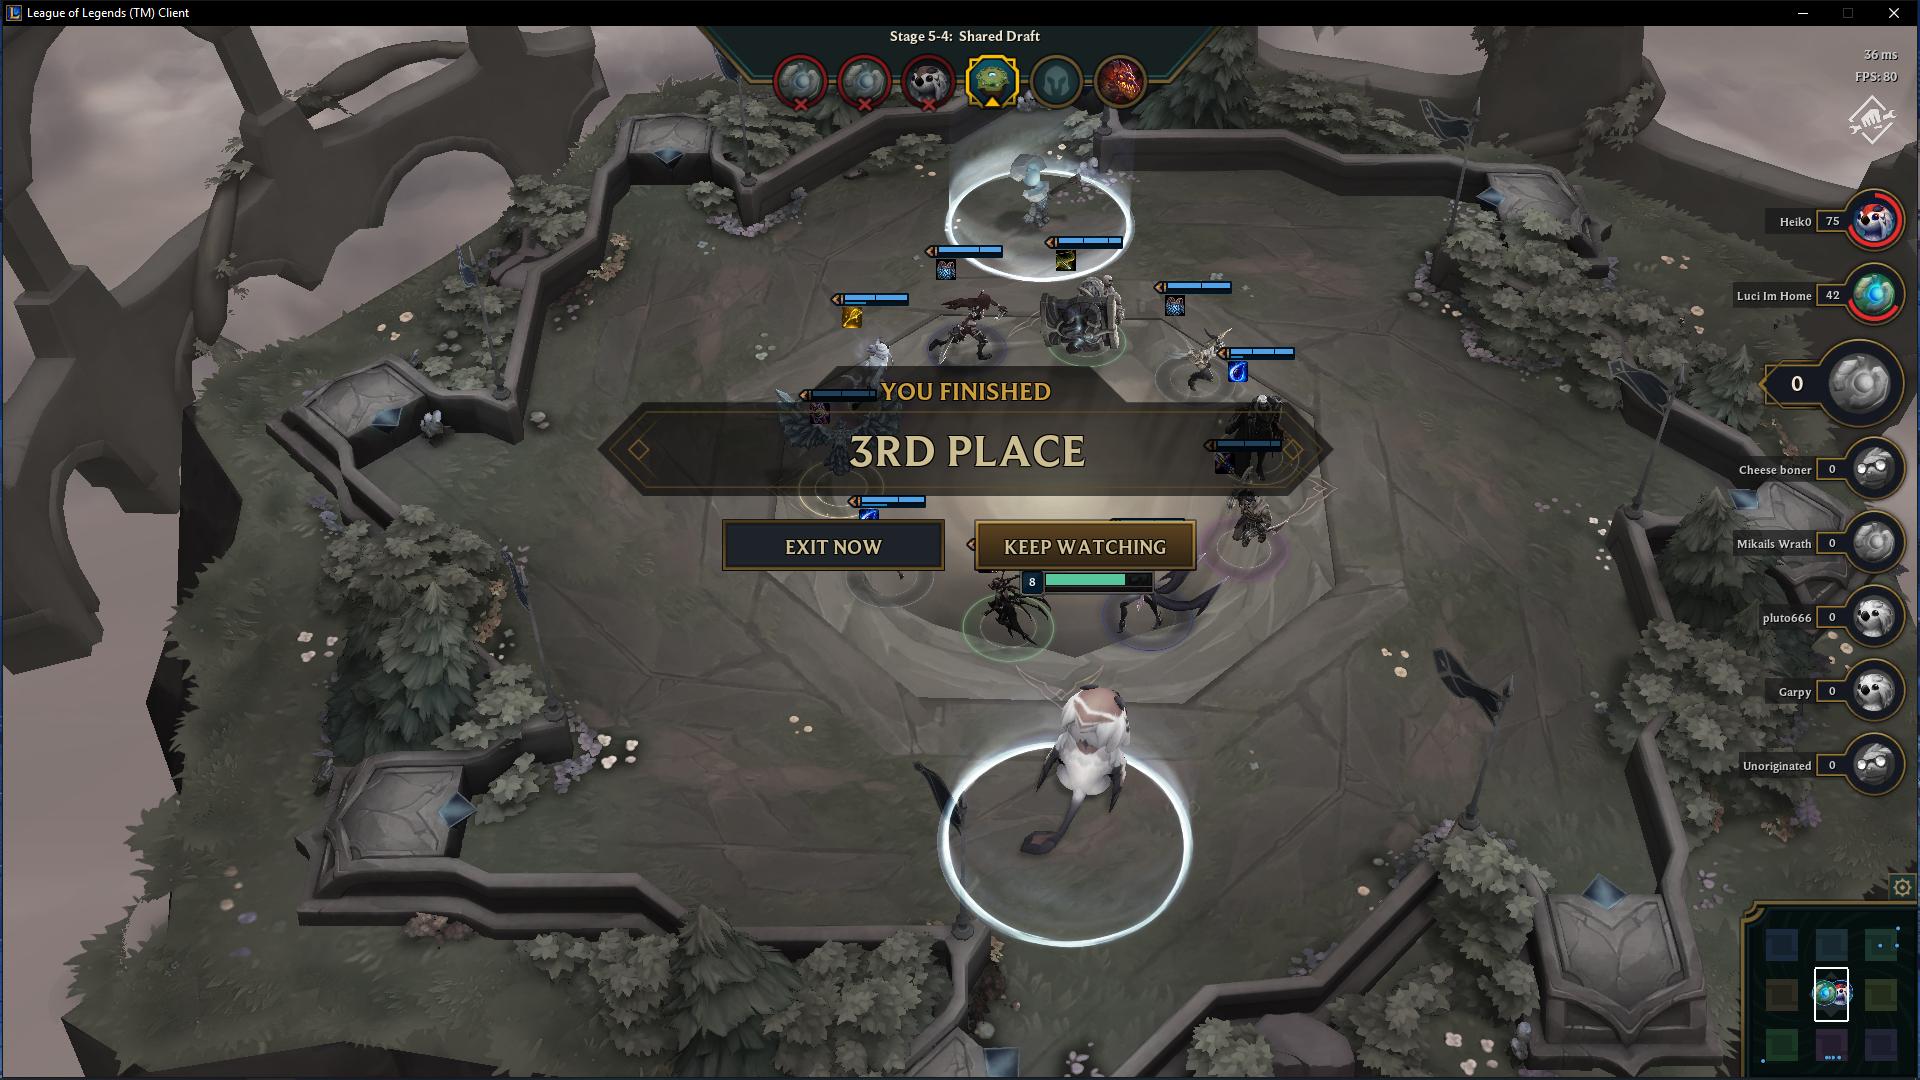 League of Legends (TM) Client
Stage 5-4: Shared Draft
36 ms
FPS: 80
Heik0 75
Luci Im Home 42
0
YOU FINISHED
3RD PLACE
Cheese boner 0
EXIT NOW
KEEP WATCHING
Mikails Wrath 0
8
pluto666 0
Garpy 0
Unoriginated 0